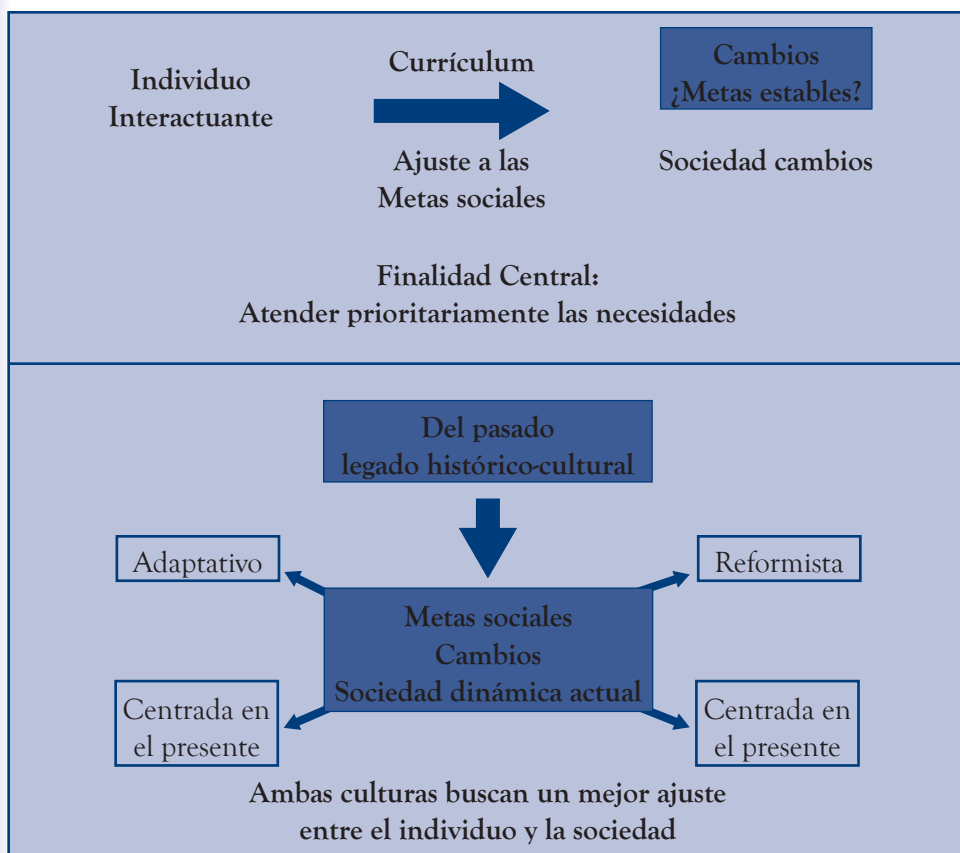 Individuo
Interactuante
Currículum
Ajuste a las
Metas sociales
Cambios
¿Metas estables?
Sociedad cambios
Finalidad Central:
Atender prioritariamente las necesidades
Del pasado
legado histórico-cultural
Adaptativo
Reformista
Metas sociales
Cambios
Sociedad dinámica actual
Centrada en
el presente
Centrada en
el presente
Ambas culturas buscan un mejor ajuste
entre el individuo y la sociedad